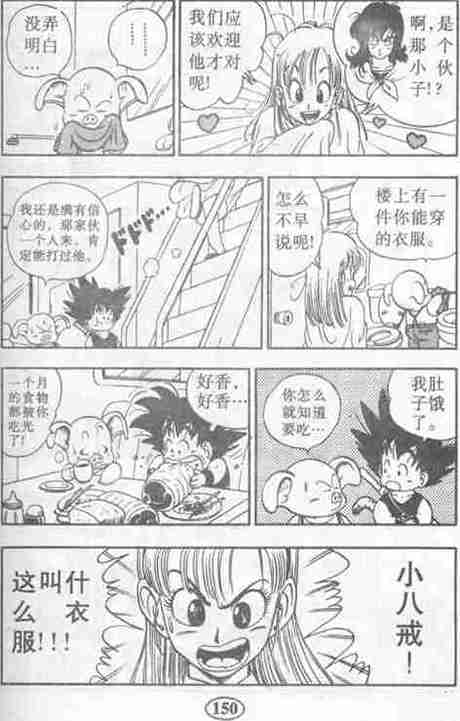 啊，是
那个
小伙
子!?
我们应
该欢迎
他才对
呢!
………
没弄
明白
…
楼上有一
件你能穿
的衣服。
怎么
不早
说呢!
ドドド…
我还是满有信
心的，那家伙
一个人来，肯
定能打过他。
我肚
子饿
了。
你怎么
就知道
要吃…
好香，
好香…
一个月
的食物
都被你
吃光
了!
小八戒!
这叫什
么衣
服!!!
150